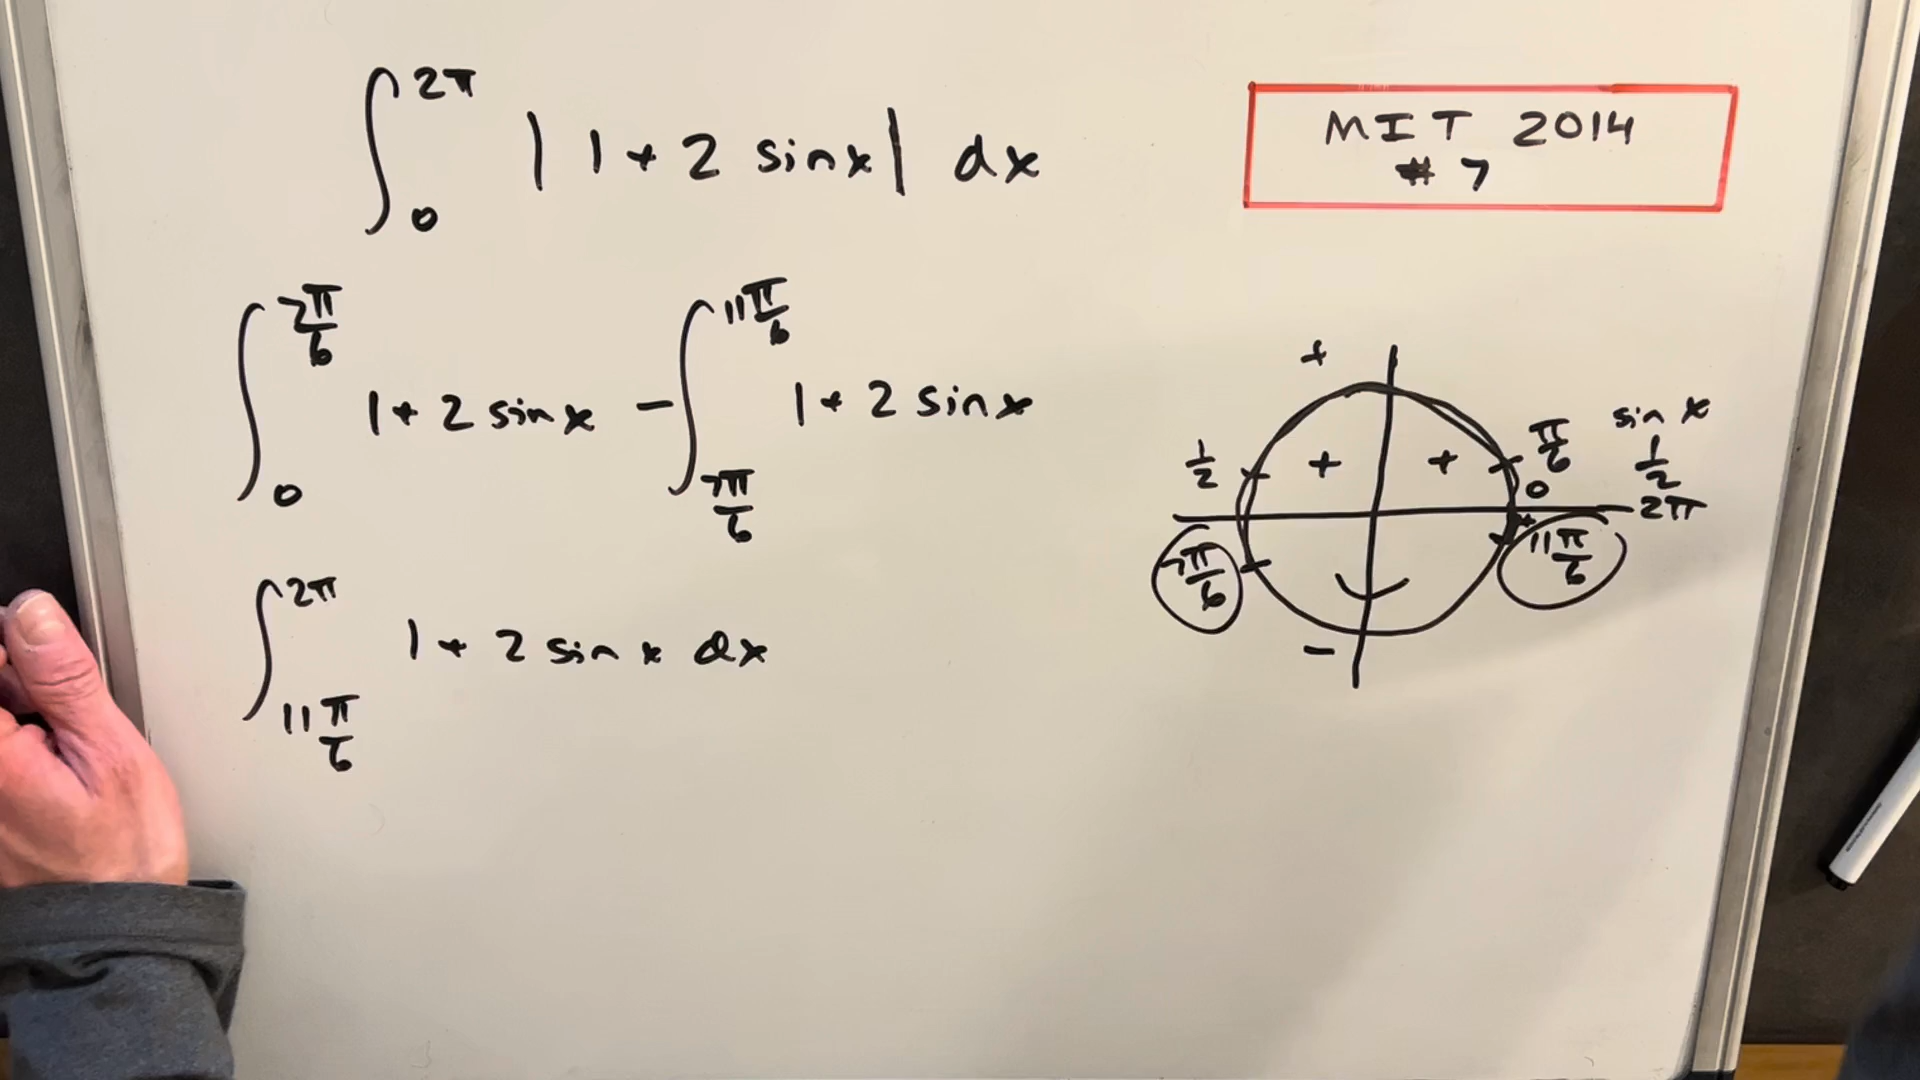 ∫₀^{2π} | 1 + 2 sin x | dx
MIT 2014
# 7
∫₀^{7π/6} 1 + 2 sin x - ∫_{7π/6}^{11π/6} 1 + 2 sin x
∫_{11π/6}^{2π} 1 + 2 sin x dx
+
sin x
1/2 + + π/6 1/2
0 2π
7π/6 11π/6
-